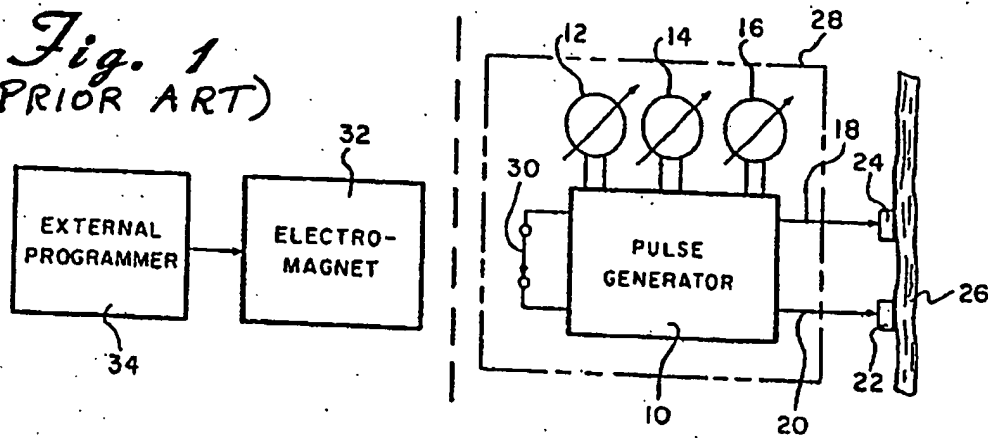 Fig. 1
(PRIOR ART)
12
14
16
28
32
18
24
30
EXTERNAL
PROGRAMMER
ELECTRO-
MAGNET
PULSE
GENERATOR
26
34
10
20
22